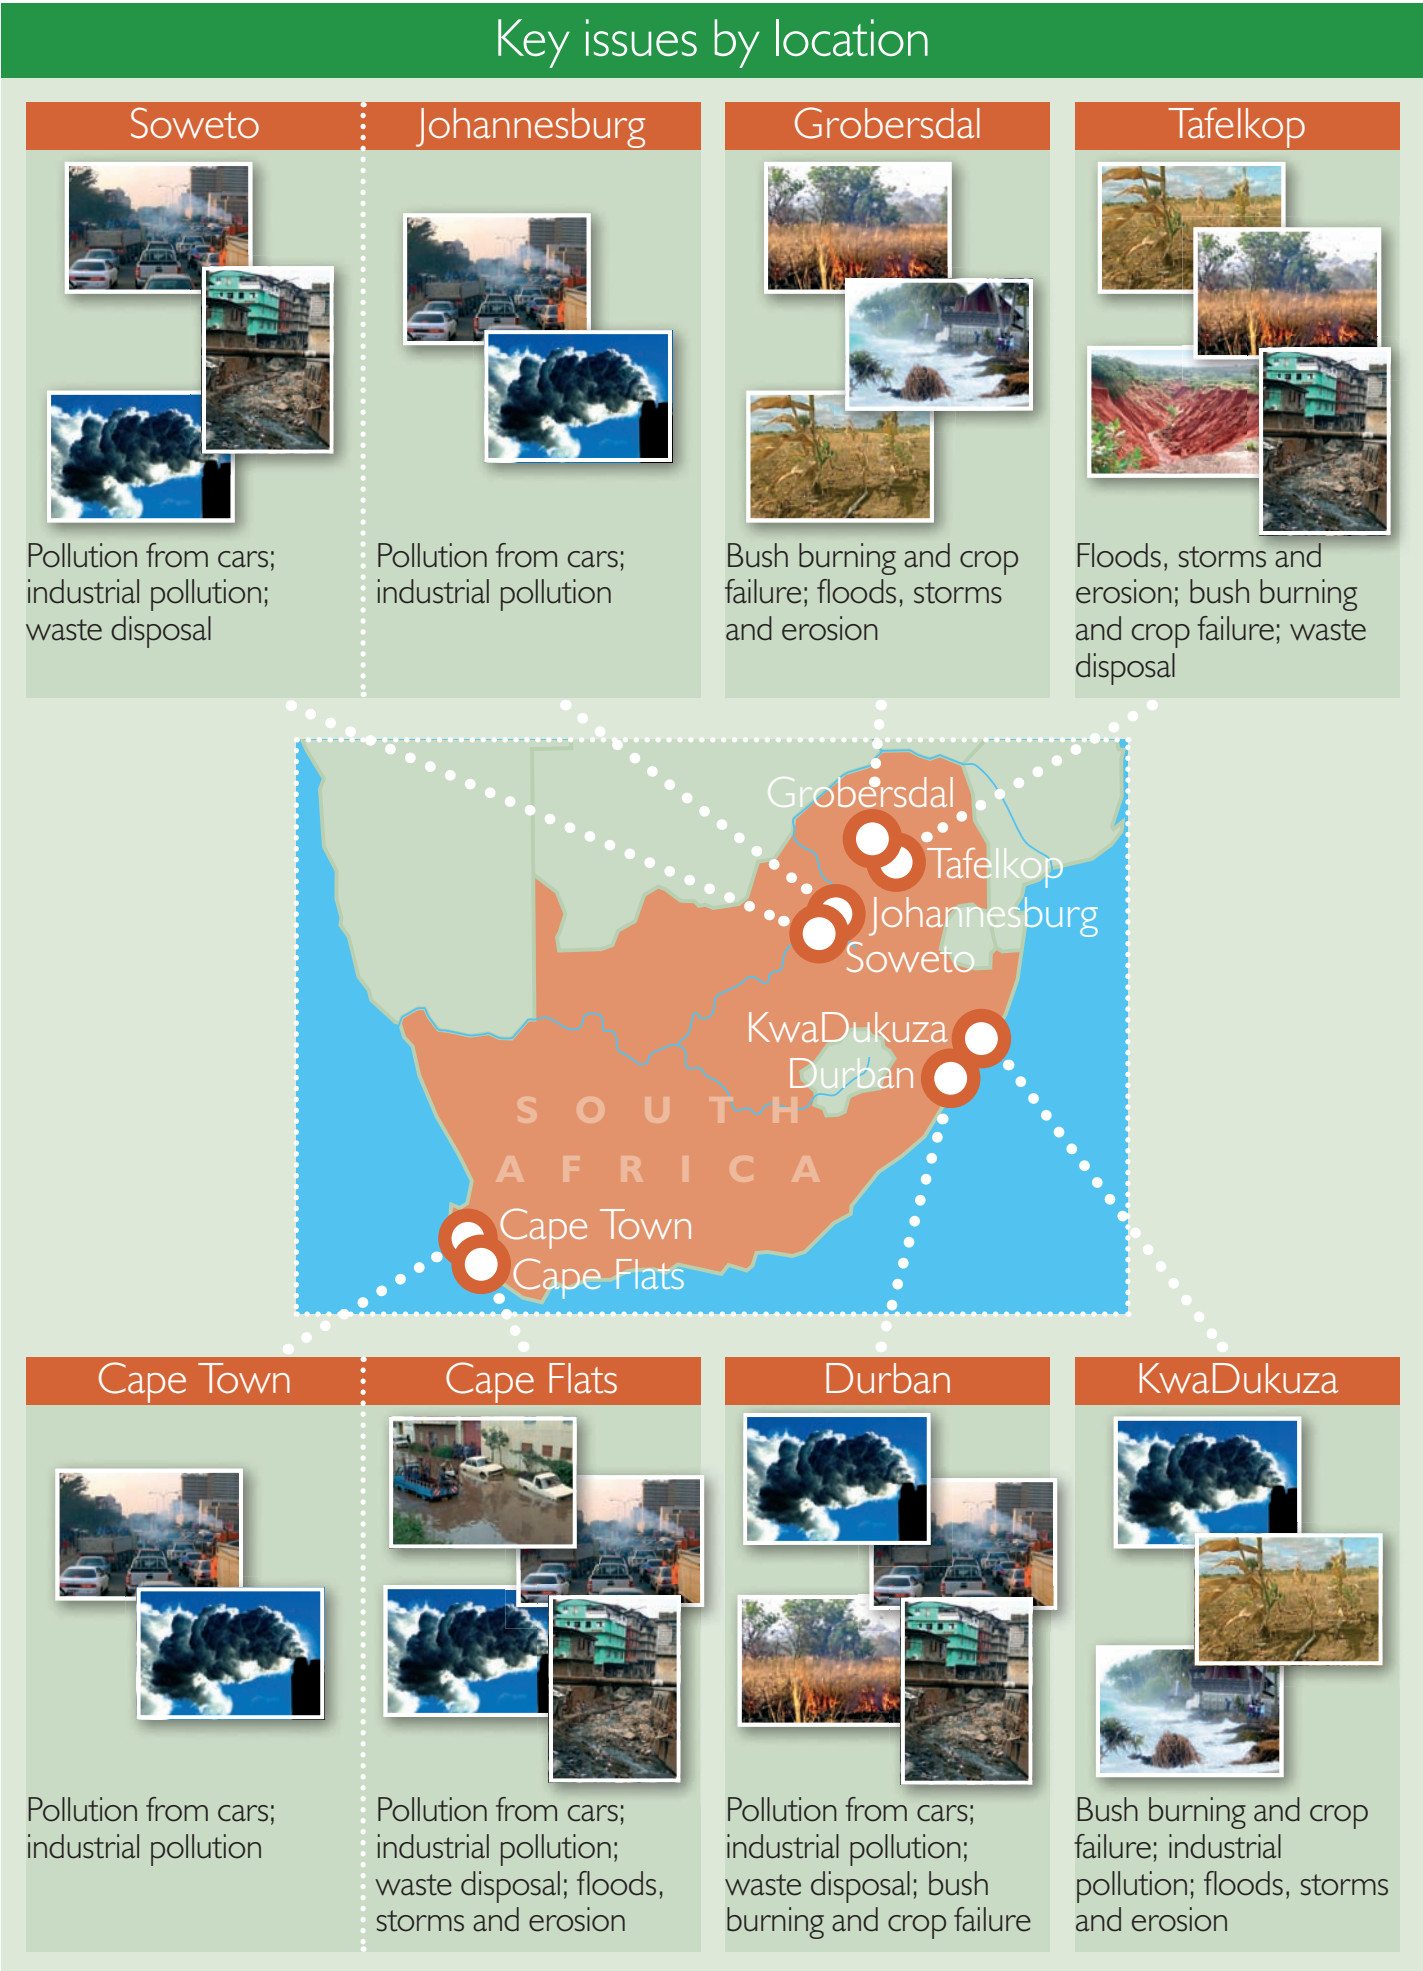 Key issues by location
Soweto
Johannesburg
Grobersdal
Tafelkop
Pollution from cars;
industrial pollution;
waste disposal
Pollution from cars;
industrial pollution
Bush burning and crop
failure; floods, storms
and erosion
Floods, storms and
erosion; bush burning
and crop failure; waste
disposal
Grobersdal
Tafelkop
Johannesburg
Soweto
KwaDukuza
Durban
SOUTH
AFRICA
Cape Town
Cape Flats
Cape Town
Cape Flats
Durban
KwaDukuza
Pollution from cars;
industrial pollution
Pollution from cars;
industrial pollution;
waste disposal; floods,
storms and erosion
Pollution from cars;
industrial pollution;
waste disposal; bush
burning and crop failure
Bush burning and crop
failure; industrial
pollution; floods, storms
and erosion